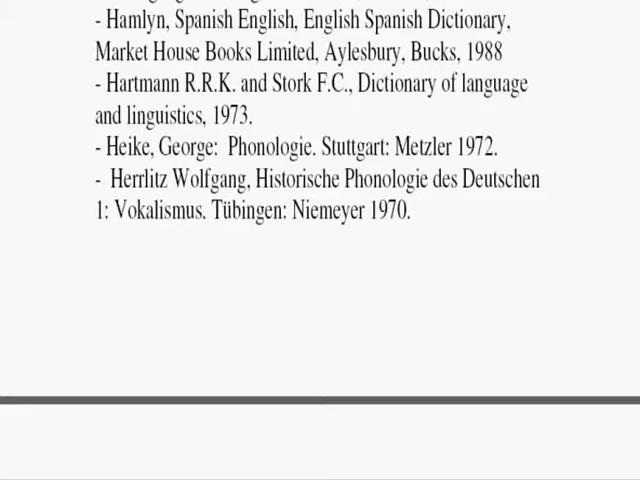 - Hamlyn, Spanish English, English Spanish Dictionary,
Market House Books Limited, Aylesbury, Bucks, 1988
- Hartmann R.R.K. and Stork F.C., Dictionary of language
and linguistics, 1973.
- Heike, George: Phonologie. Stuttgart: Metzler 1972.
- Herrlitz Wolfgang, Historische Phonologie des Deutschen
1: Vokalismus. Tübingen: Niemeyer 1970.